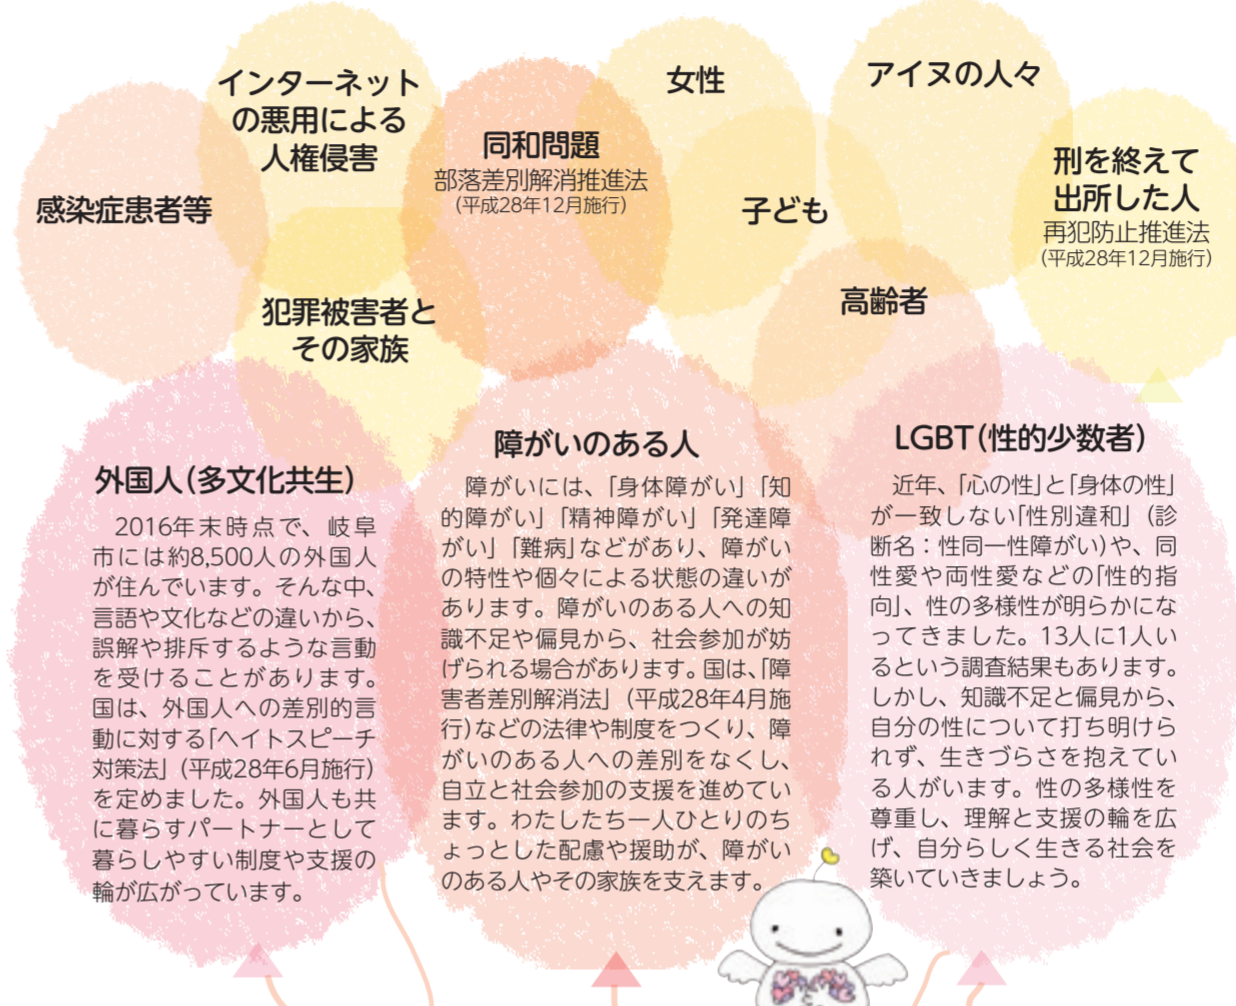 インターネット
の悪用による
人権侵害
感染症患者等
同和問題
部落差別解消推進法
(平成28年12月施行)
女性
アイヌの人々
子ども
刑を終えて
出所した人
再犯防止推進法
(平成28年12月施行)
犯罪被害者と
その家族
高齢者
外国人(多文化共生)
2016年末時点で、岐阜
市には約8,500人の外国人
が住んでいます。そんな中、
言語や文化などの違いから、
誤解や排斥するような言動
を受けることがあります。
国は、外国人への差別的言
動に対する「ヘイトスピーチ
対策法」(平成28年6月施行)
を定めました。外国人も共
に暮らすパートナーとして
暮らしやすい制度や支援の
輪が広がっています。
障がいのある人
障がいには、「身体障がい」「知
的障がい」「精神障がい」「発達障
がい」「難病」などがあり、障がい
の特性や個々による状態の違いが
あります。障がいのある人への知
識不足や偏見から、社会参加が妨
げられる場合があります。国は、「障
害者差別解消法」(平成28年4月施
行)などの法律や制度をつくり、障
がいのある人への差別をなくし、
自立と社会参加の支援を進めてい
ます。わたしたち一人ひとりのち
ょっとした配慮や援助が、障がい
のある人やその家族を支えます。
LGBT(性的少数者)
近年、「心の性」と「身体の性」
が一致しない「性別違和」(診
断名：性同一性障がい)や、同
性愛や両性愛などの「性的指
向」、性の多様性が明らかにな
ってきました。13人に1人い
るという調査結果もあります。
しかし、知識不足と偏見から、
自分の性について打ち明けら
れず、生きづらさを抱えてい
る人がいます。性の多様性を
尊重し、理解と支援の輪を広
げ、自分らしく生きる社会を
築いていきましょう。